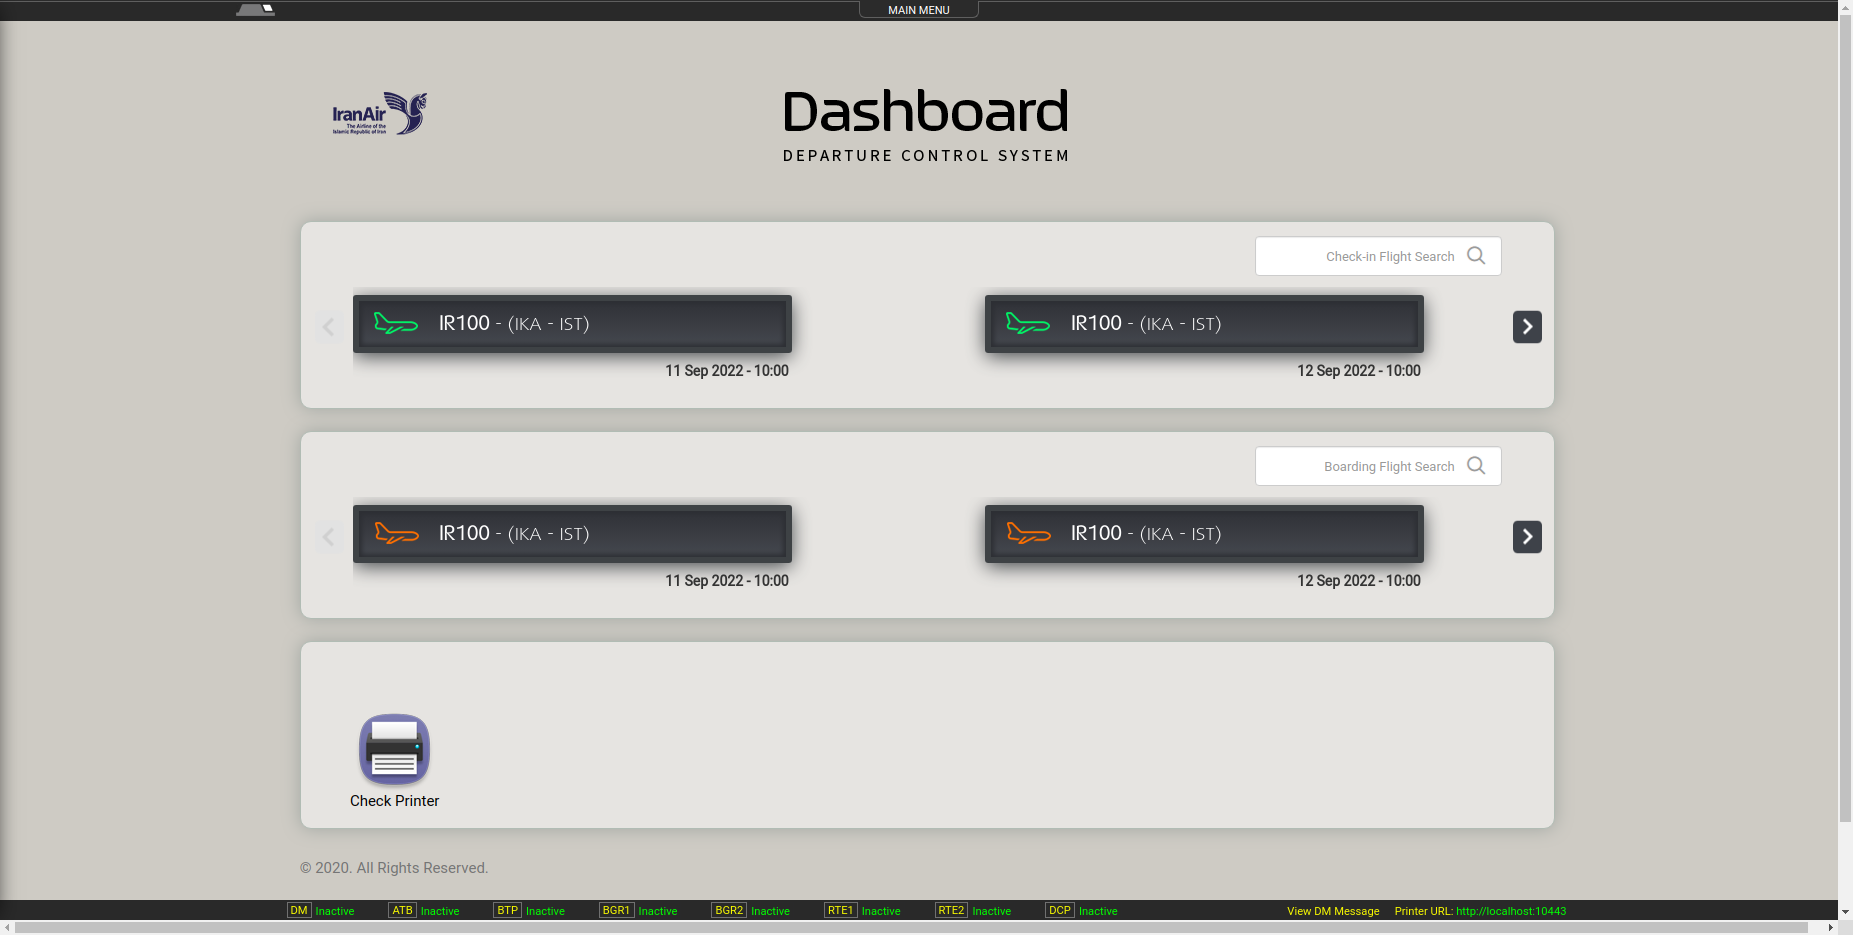 MAIN MENU
IranAir
The Airline of the
Islamic Republic of Iran
Dashboard
DEPARTURE CONTROL SYSTEM
Check-in Flight Search
IR100 - (IKA - IST)
11 Sep 2022 - 10:00
IR100 - (IKA - IST)
12 Sep 2022 - 10:00
Boarding Flight Search
IR100 - (IKA - IST)
11 Sep 2022 - 10:00
IR100 - (IKA - IST)
12 Sep 2022 - 10:00
Check Printer
© 2020. All Rights Reserved.
DM Inactive ATB Inactive BTP Inactive BGR1 Inactive BGR2 Inactive RTE1 Inactive RTE2 Inactive DCP Inactive View DM Message Printer URL: http://localhost:10443